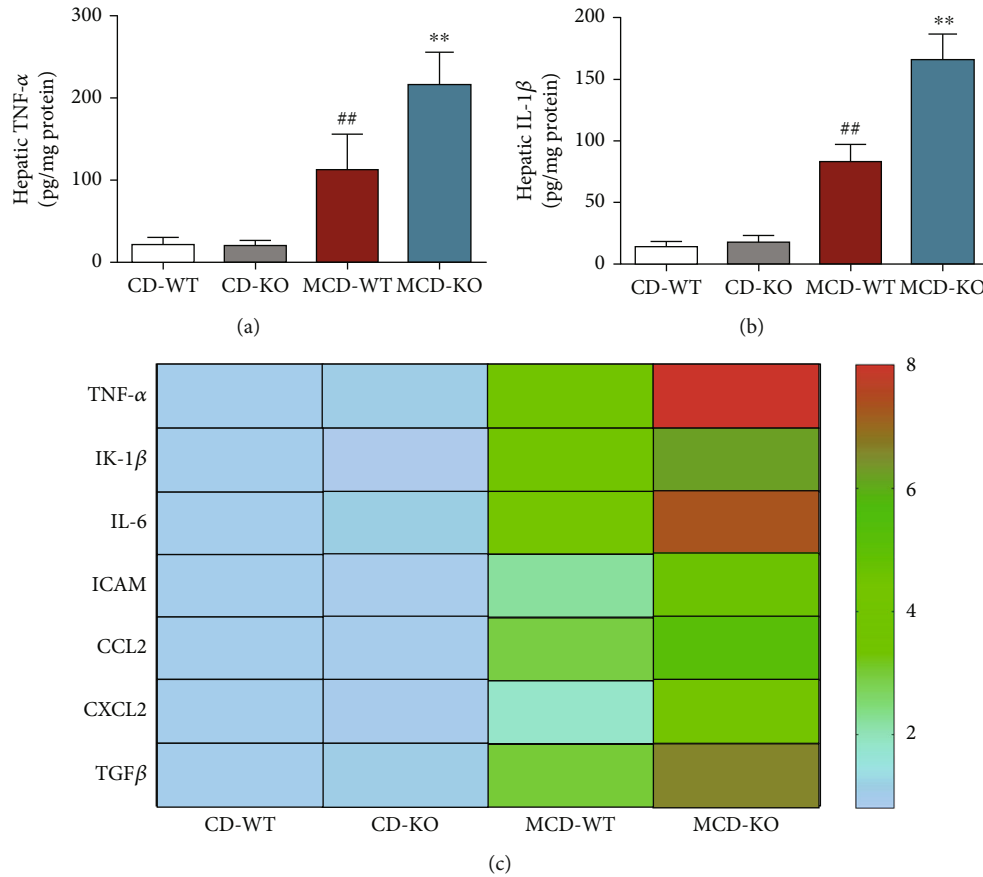 Hepatic TNF-α
(pg/mg protein)
300
200
100
0
##
**
CD-WT
CD-KO
MCD-WT
MCD-KO
(a)
Hepatic IL-1β
(pg/mg protein)
200
150
100
50
0
##
**
CD-WT
CD-KO
MCD-WT
MCD-KO
(b)
TNF-α
IK-1β
IL-6
ICAM
CCL2
CXCL2
TGFβ
CD-WT
CD-KO
MCD-WT
MCD-KO
8
6
4
2
(c)